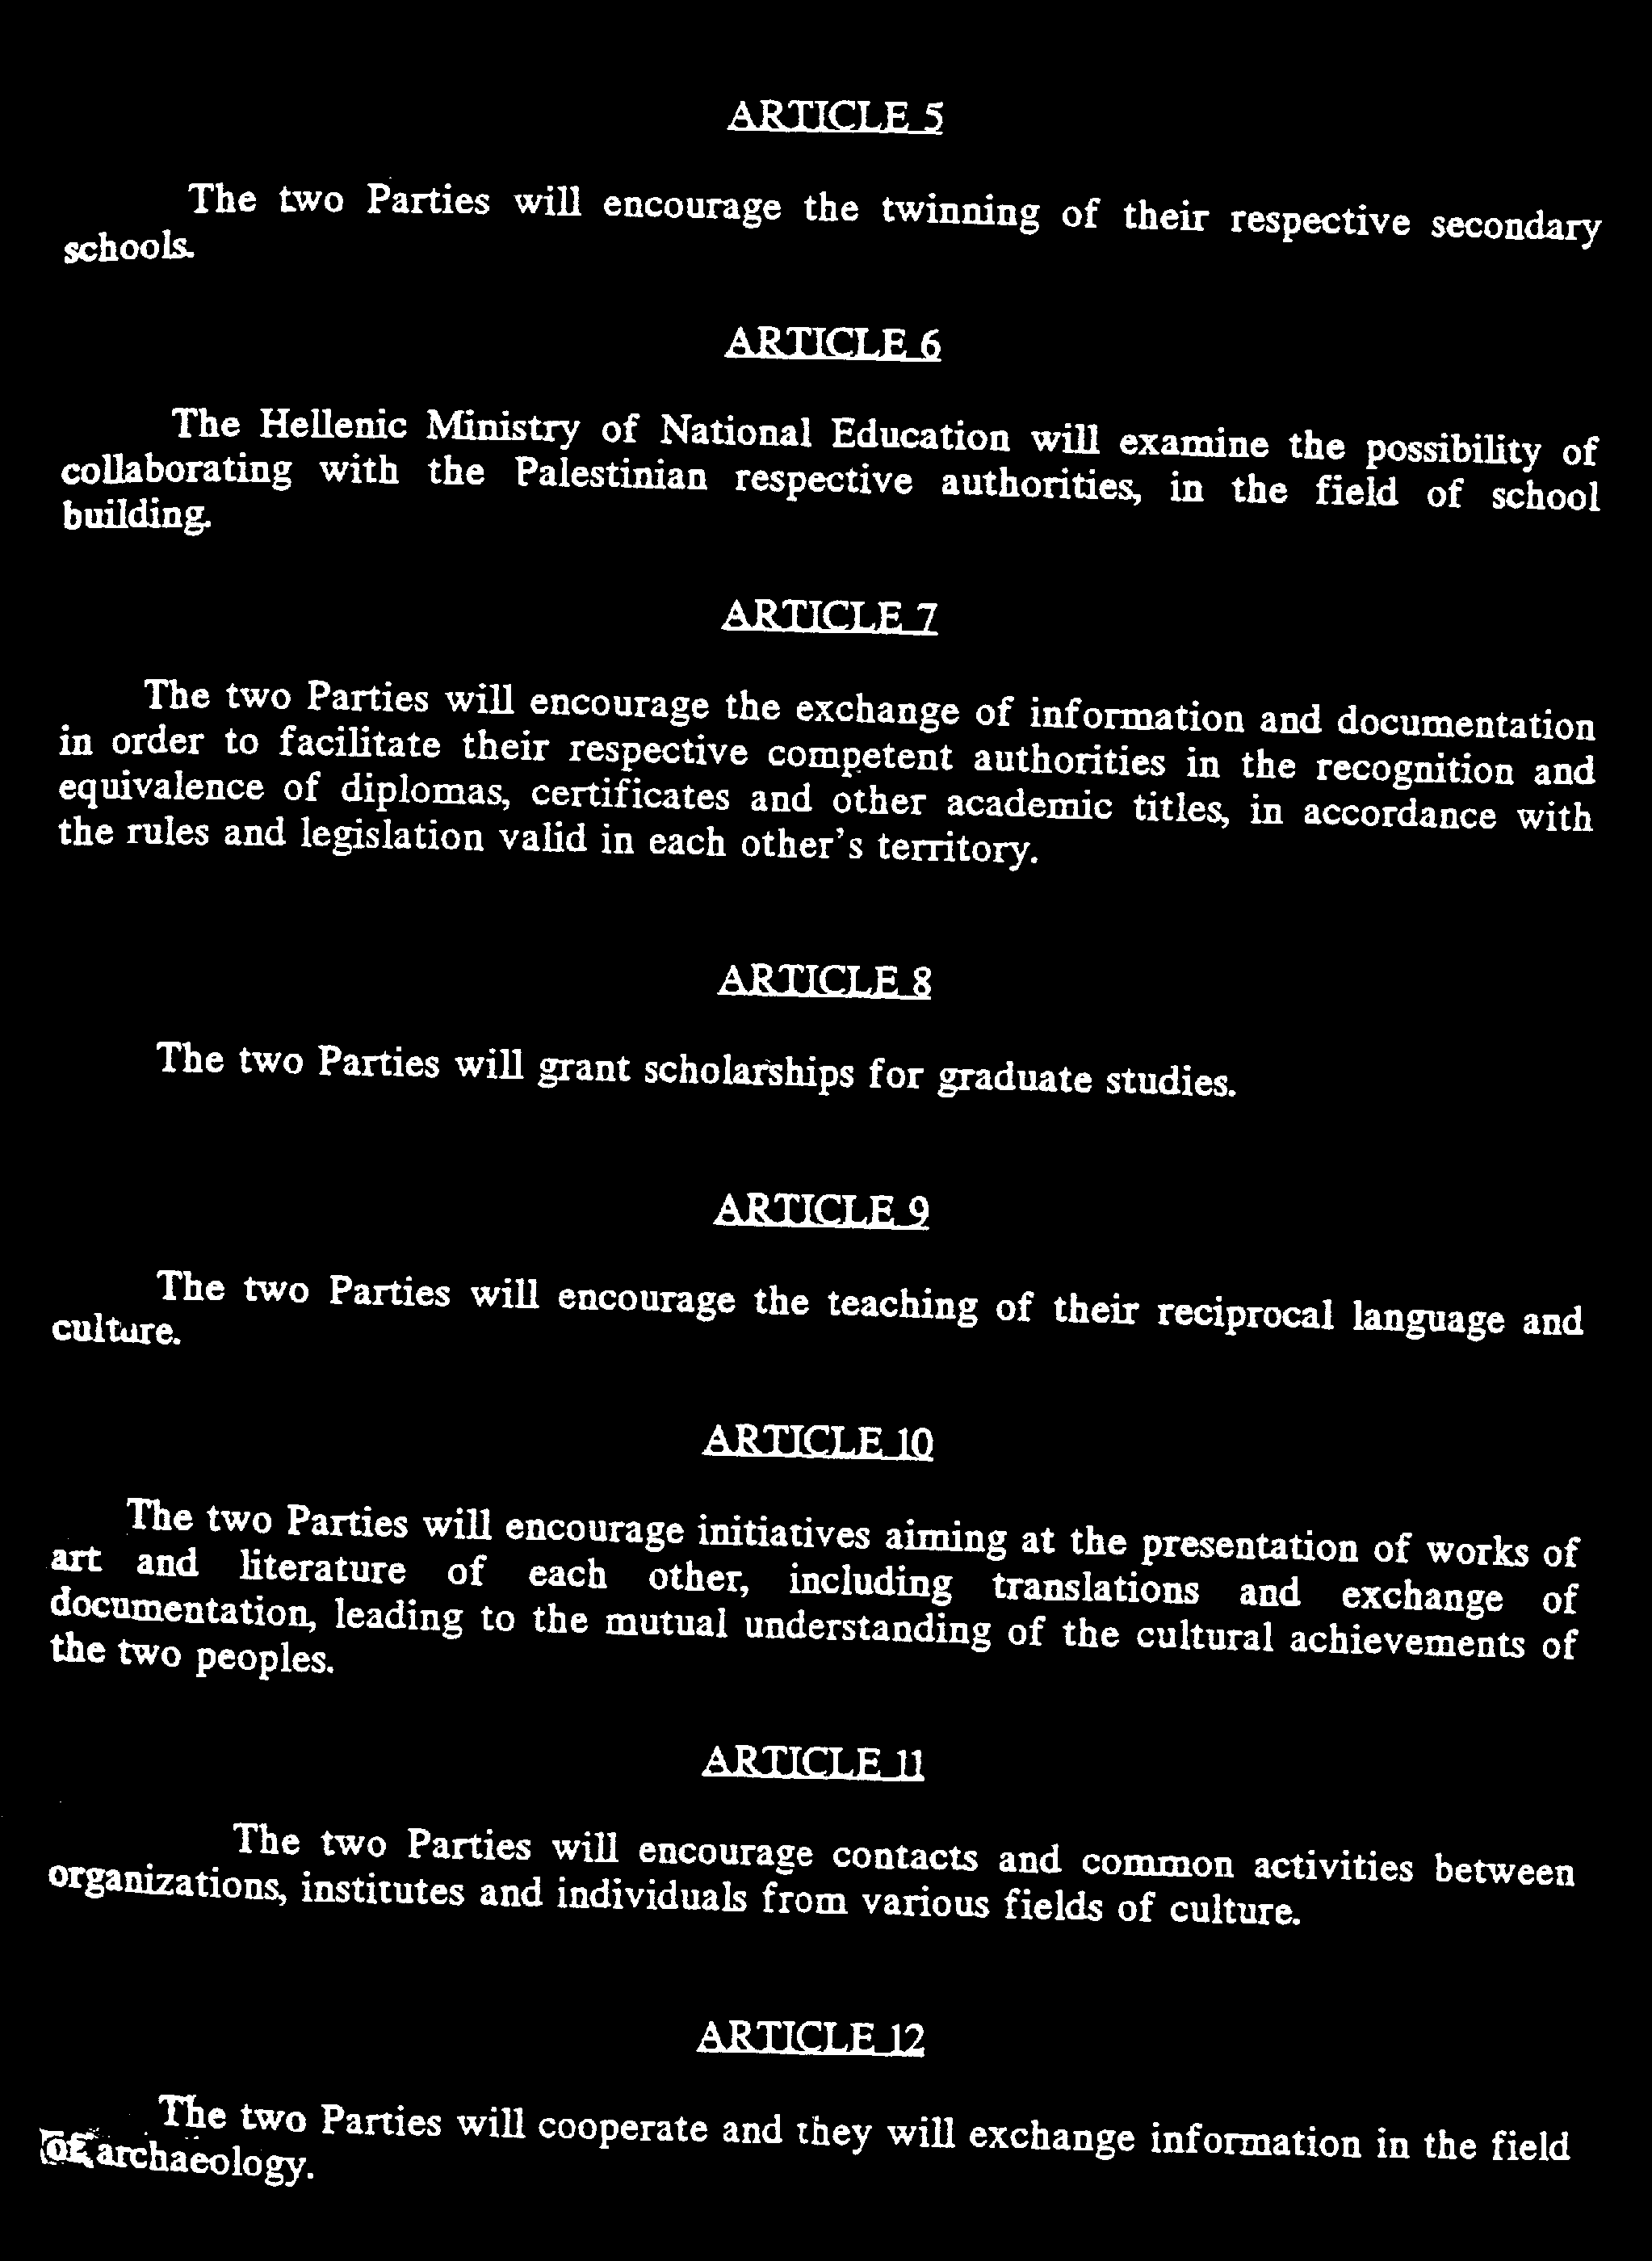 ARTICLE 5
The two Parties will encourage the twinning of their respective secondary
schools.
ARTICLE 6
The Hellenic Ministry of National Education will examine the possibility of
collaborating with the Palestinian respective authorities, in the field of school
building.
ARTICLE 7
The two Parties will encourage the exchange of information and documentation
in order to facilitate their respective competent authorities in the recognition and
equivalence of diplomas, certificates and other academic titles, in accordance with
the rules and legislation valid in each other's territory.
ARTICLE 8
The two Parties will grant scholarships for graduate studies.
ARTICLE 9
The two Parties will encourage the teaching of their reciprocal language and
culture.
ARTICLE 10
The two Parties will encourage initiatives aiming at the presentation of works of
art and literature of each other, including translations and exchange of
documentation, leading to the mutual understanding of the cultural achievements of
the two peoples.
ARTICLE 11
The two Parties will encourage contacts and common activities between
organizations, institutes and individuals from various fields of culture.
ARTICLE 12
The two Parties will cooperate and they will exchange information in the field
of archaeology.